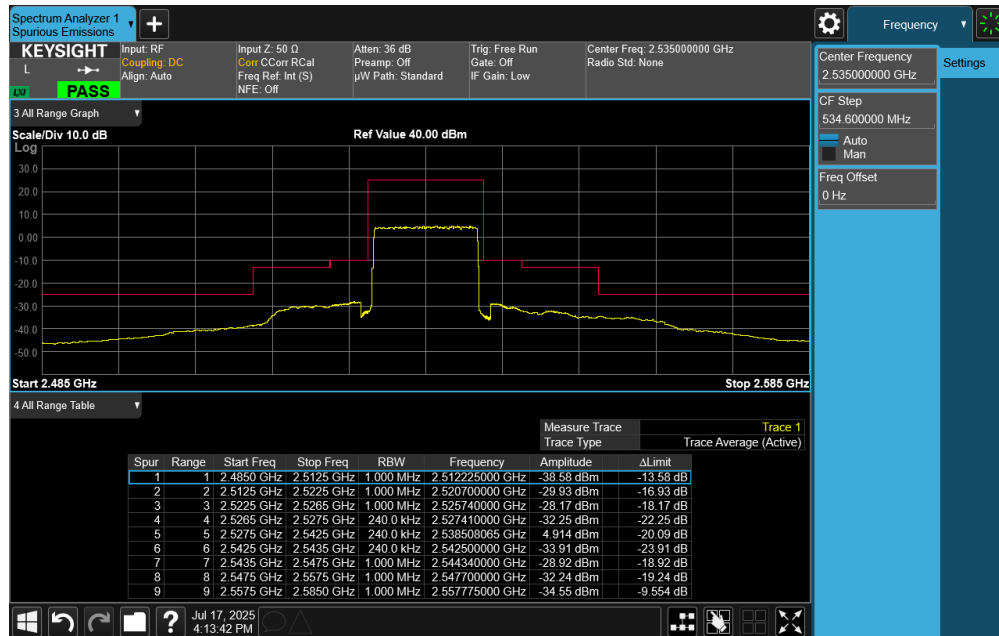 Spectrum Analyzer 1
Spurious Emissions
Frequency
KEYSIGHT
L
LXI
PASS
Input: RF
Coupling: DC
Align: Auto
Input Z: 50 Ω
Corr CCorr RCal
Freq Ref: Int (S)
NFE: Off
Atten: 36 dB
Preamp: Off
µW Path: Standard
Trig: Free Run
Gate: Off
IF Gain: Low
Center Freq: 2.535000000 GHz
Radio Std: None
Center Frequency
2.535000000 GHz
Settings
CF Step
534.600000 MHz
Auto
Man
Freq Offset
0 Hz
3 All Range Graph
Scale/Div 10.0 dB
Ref Value 40.00 dBm
Log
30.0
20.0
10.0
0.00
-10.0
-20.0
-30.0
-40.0
-50.0
Start 2.485 GHz
Stop 2.585 GHz
4 All Range Table
Measure Trace Trace 1
Trace Type Trace Average (Active)
Spur Range Start Freq Stop Freq RBW Frequency Amplitude ΔLimit
1 1 2.4850 GHz 2.5125 GHz 1.000 MHz 2.512225000 GHz -38.58 dBm -13.58 dB
2 2 2.5125 GHz 2.5225 GHz 1.000 MHz 2.520700000 GHz -29.93 dBm -16.93 dB
3 3 2.5225 GHz 2.5265 GHz 1.000 MHz 2.525740000 GHz -28.17 dBm -18.17 dB
4 4 2.5265 GHz 2.5275 GHz 240.0 kHz 2.527410000 GHz -32.25 dBm -22.25 dB
5 5 2.5275 GHz 2.5425 GHz 240.0 kHz 2.538508065 GHz 4.914 dBm -20.09 dB
6 6 2.5425 GHz 2.5435 GHz 240.0 kHz 2.542500000 GHz -33.91 dBm -23.91 dB
7 7 2.5435 GHz 2.5475 GHz 1.000 MHz 2.544340000 GHz -28.92 dBm -18.92 dB
8 8 2.5475 GHz 2.5575 GHz 1.000 MHz 2.547700000 GHz -32.24 dBm -19.24 dB
9 9 2.5575 GHz 2.5850 GHz 1.000 MHz 2.557775000 GHz -34.55 dBm -9.554 dB
?
Jul 17, 2025
4:13:42 PM